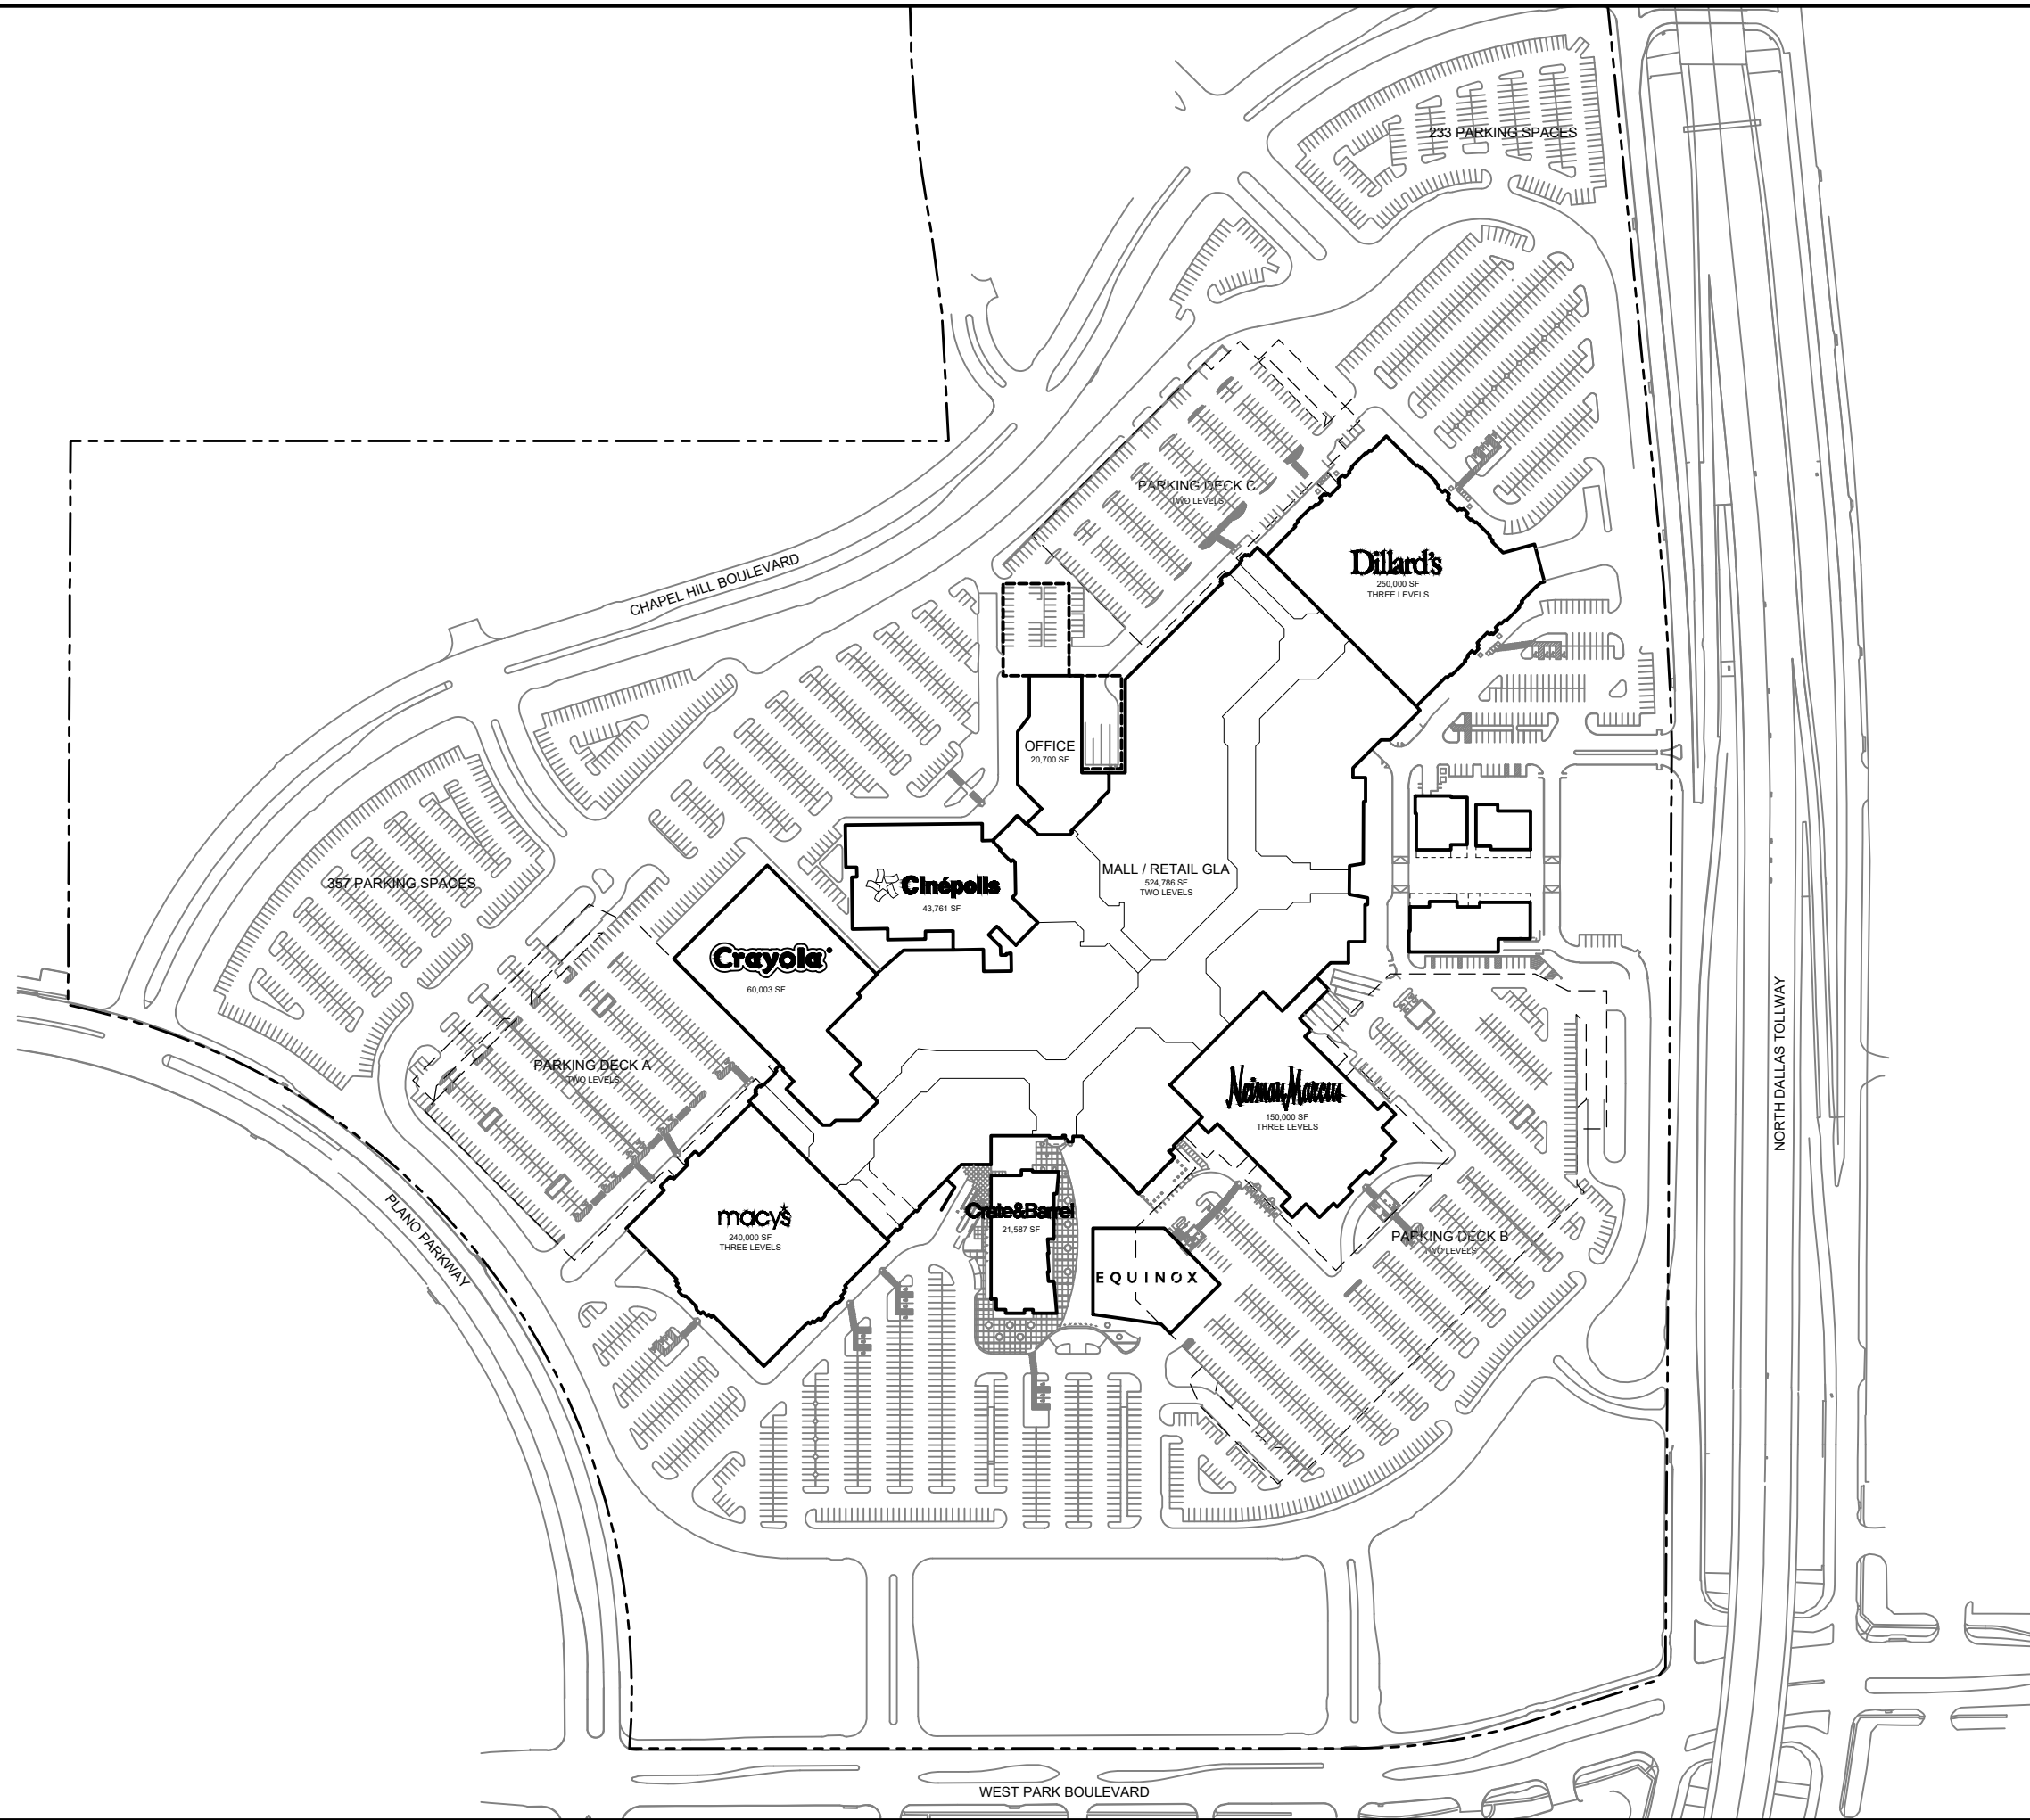 233 PARKING SPACES
PARKING DECK C
TWO LEVELS
Dillard's
250,000 SF
THREE LEVELS
CHAPEL HILL BOULEVARD
OFFICE
20,700 SF
MALL / RETAIL GLA
524,786 SF
TWO LEVELS
357 PARKING SPACES
Cinépolis
43,761 SF
Crayola®
60,003 SF
PARKING DECK A
TWO LEVELS
Neiman Marcus
150,000 SF
THREE LEVELS
NORTH DALLAS TOLLWAY
PLANO PARKWAY
macy's
240,000 SF
THREE LEVELS
Crate&Barrel
21,587 SF
EQUINOX
PARKING DECK B
TWO LEVELS
WEST PARK BOULEVARD